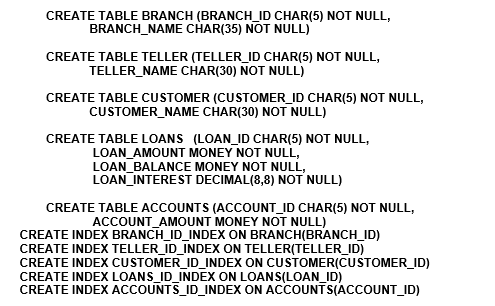 CREATE TABLE BRANCH (BRANCH_ID CHAR(5) NOT NULL,
BRANCH_NAME CHAR(35) NOT NULL)
CREATE TABLE TELLER (TELLER_ID CHAR(5) NOT NULL,
TELLER_NAME CHAR(30) NOT NULL)
CREATE TABLE CUSTOMER (CUSTOMER_ID CHAR(5) NOT NULL,
CUSTOMER_NAME CHAR(30) NOT NULL)
CREATE TABLE LOANS (LOAN_ID CHAR(5) NOT NULL,
LOAN_AMOUNT MONEY NOT NULL,
LOAN_BALANCE MONEY NOT NULL,
LOAN_INTEREST DECIMAL(8,8) NOT NULL)
CREATE TABLE ACCOUNTS (ACCOUNT_ID CHAR(5) NOT NULL,
ACCOUNT_AMOUNT MONEY NOT NULL)
CREATE INDEX BRANCH_ID_INDEX ON BRANCH(BRANCH_ID)
CREATE INDEX TELLER_ID_INDEX ON TELLER(TELLER_ID)
CREATE INDEX CUSTOMER_ID_INDEX ON CUSTOMER(CUSTOMER_ID)
CREATE INDEX LOANS_ID_INDEX ON LOANS(LOAN_ID)
CREATE INDEX ACCOUNTS_ID_INDEX ON ACCOUNTS(ACCOUNT_ID)